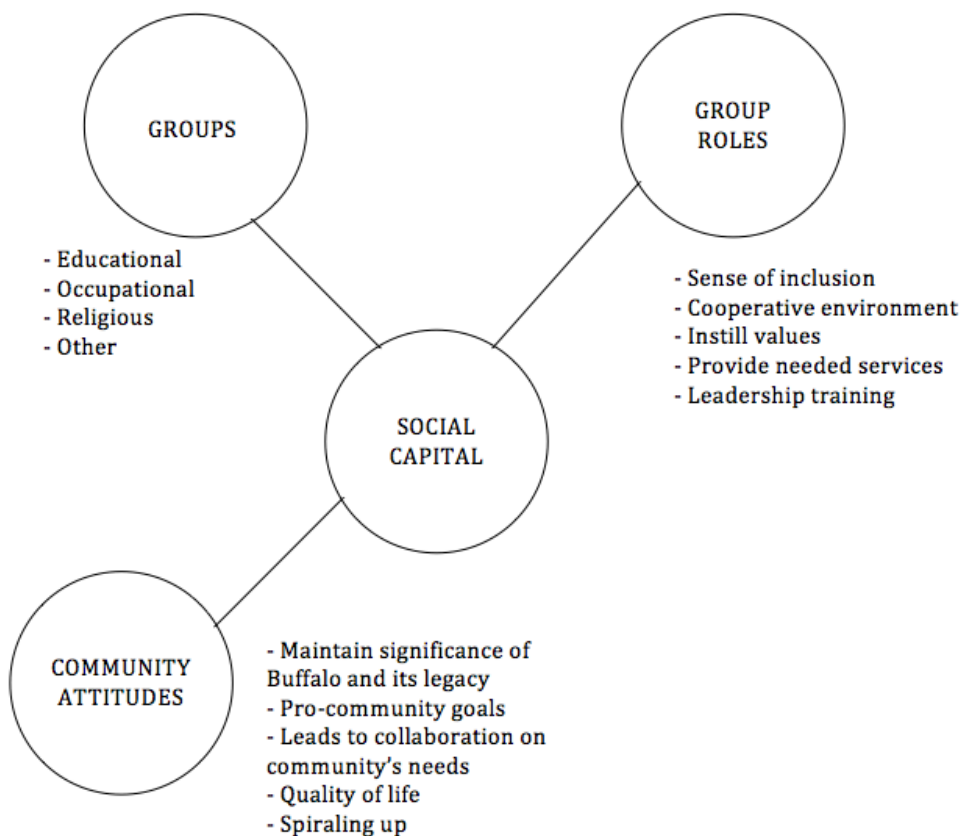 GROUPS
- Educational
- Occupational
- Religious
- Other
GROUP
ROLES
- Sense of inclusion
- Cooperative environment
- Instill values
- Provide needed services
- Leadership training
SOCIAL
CAPITAL
COMMUNITY
ATTITUDES
- Maintain significance of
Buffalo and its legacy
- Pro-community goals
- Leads to collaboration on
community's needs
- Quality of life
- Spiraling up